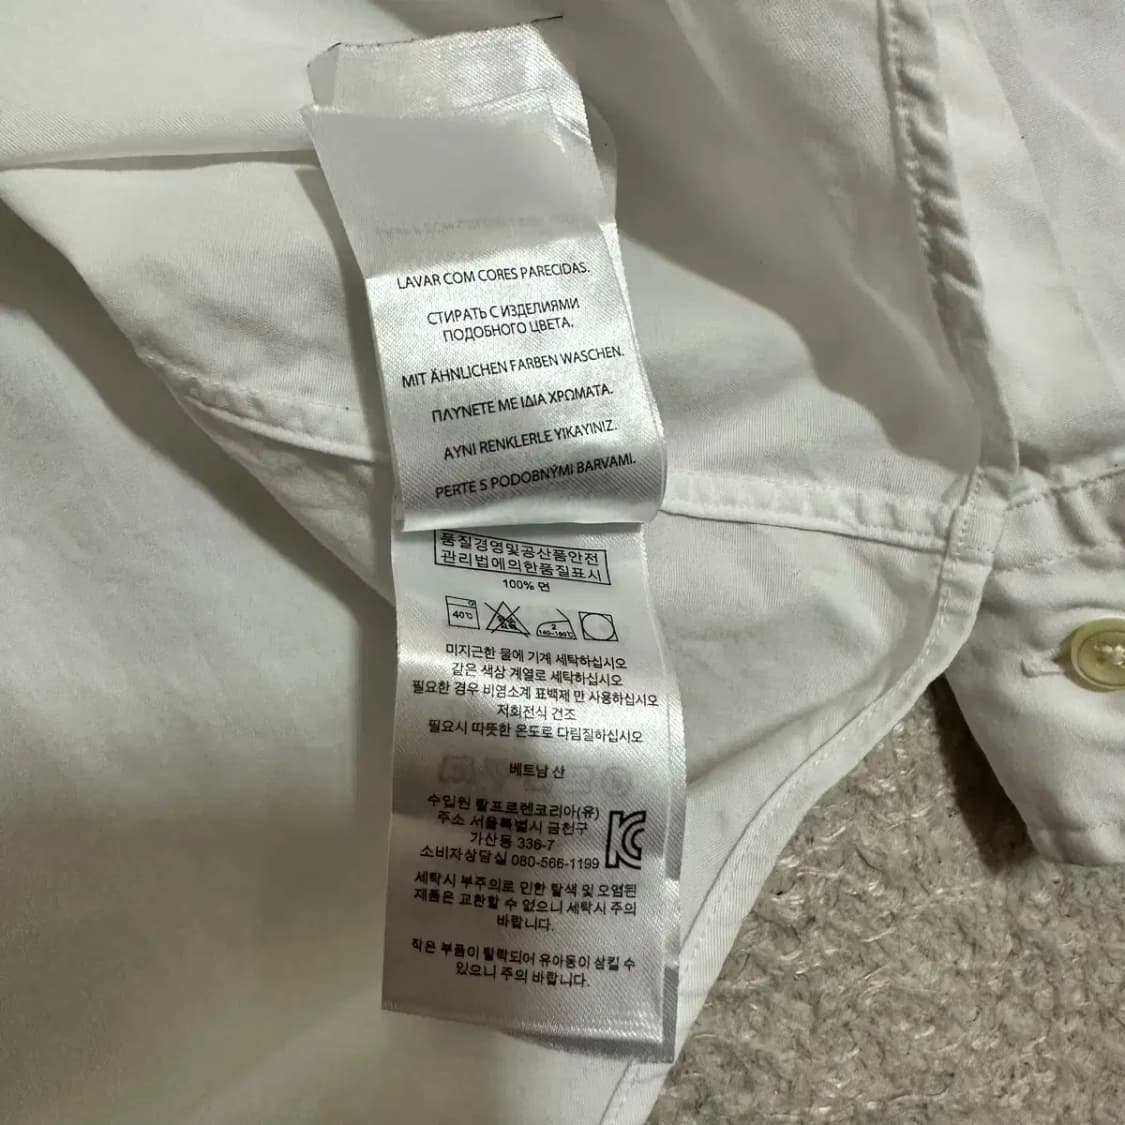 LAVAR COM CORES PARECIDAS.
СТИРАТЬ С ИЗДЕЛИЯМИ
ПОДОБНОГО ЦВЕТА.
MIT ÄHNLICHEN FARBEN WASCHEN.
ΠΛΥΝΕΤΕ ΜΕ ΙΔΙΑ ΧΡΩΜΑΤΑ.
AYNI RENKLERLE YIKAYINIZ.
PERTE S PODOBNÝMI BARVAMI.
품질경영및공산품안전
관리법에의한품질표시
100% 면
40℃
2
140-160℃
미지근한 물에 기계 세탁하십시오
같은 색상 계열로 세탁하십시오
필요한 경우 비염소계 표백제 만 사용하십시오
저회전식 건조
필요시 따뜻한 온도로 다림질하십시오
베트남 산
수입원 랄프로렌코리아(유)
주소 서울특별시 금천구
가산동 336-7
소비자상담실 080-566-1199
세탁시 부주의로 인한 탈색 및 오염된
제품은 교환할 수 없으니 세탁시 주의
바랍니다.
작은 부품이 탈락되어 유아동이 삼킬 수
있으니 주의 바랍니다.